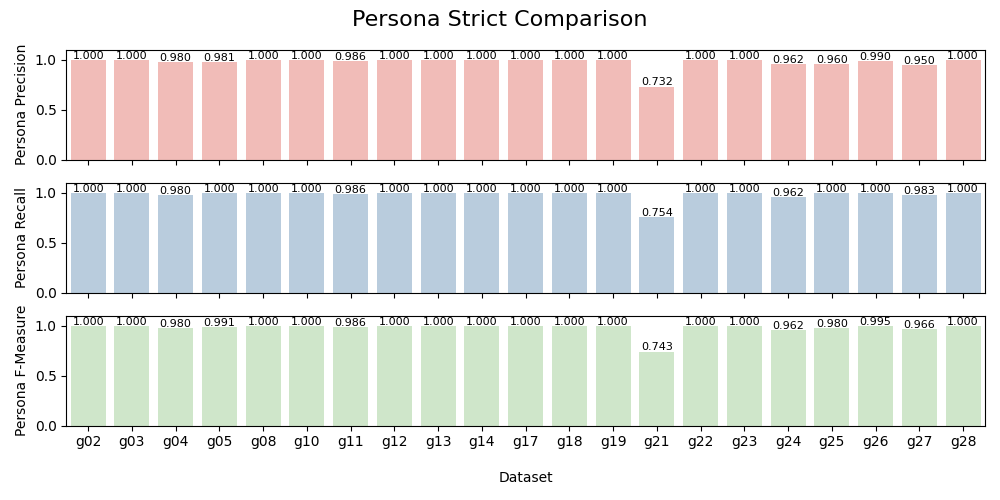 Persona Strict Comparison
Persona Precision
1.0
0.5
0.0
1.000 1.000 0.980 0.981 1.000 1.000 0.986 1.000 1.000 1.000 1.000 1.000 1.000 0.732 1.000 1.000 0.962 0.960 0.990 0.950 1.000
Persona Recall
1.0
0.5
0.0
1.000 1.000 0.980 1.000 1.000 1.000 0.986 1.000 1.000 1.000 1.000 1.000 1.000 0.754 1.000 1.000 0.962 1.000 1.000 0.983 1.000
Persona F-Measure
1.0
0.5
0.0
1.000 1.000 0.980 0.991 1.000 1.000 0.986 1.000 1.000 1.000 1.000 1.000 1.000 0.743 1.000 1.000 0.962 0.980 0.995 0.966 1.000
g02 g03 g04 g05 g08 g10 g11 g12 g13 g14 g17 g18 g19 g21 g22 g23 g24 g25 g26 g27 g28
Dataset